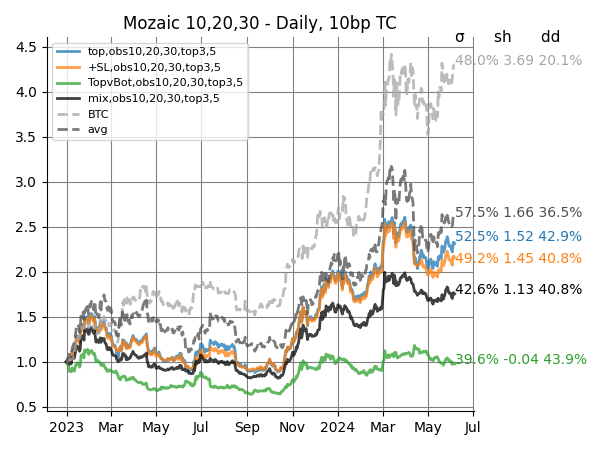 Mozaic 10,20,30 - Daily, 10bp TC
σ sh dd
top,obs10,20,30,top3,5
+SL,obs10,20,30,top3,5
TopvBot,obs10,20,30,top3,5
mix,obs10,20,30,top3,5
BTC
avg
48.0% 3.69 20.1%
57.5% 1.66 36.5%
52.5% 1.52 42.9%
49.2% 1.45 40.8%
42.6% 1.13 40.8%
39.6% -0.04 43.9%
4.5
4.0
3.5
3.0
2.5
2.0
1.5
1.0
0.5
2023 Mar May Jul Sep Nov 2024 Mar May Jul